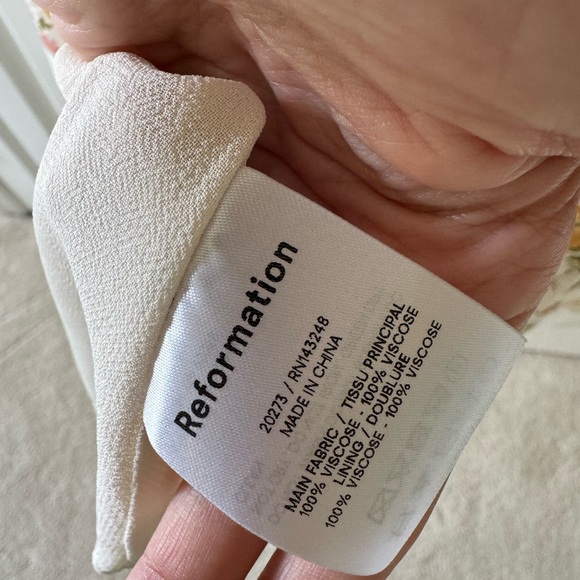 Reformation
20273 / RN143248
MADE IN CHINA
MAIN FABRIC / TISSU PRINCIPAL
100% VISCOSE - 100% VISCOSE
LINING / DOUBLURE
100% VISCOSE - 100% VISCOSE